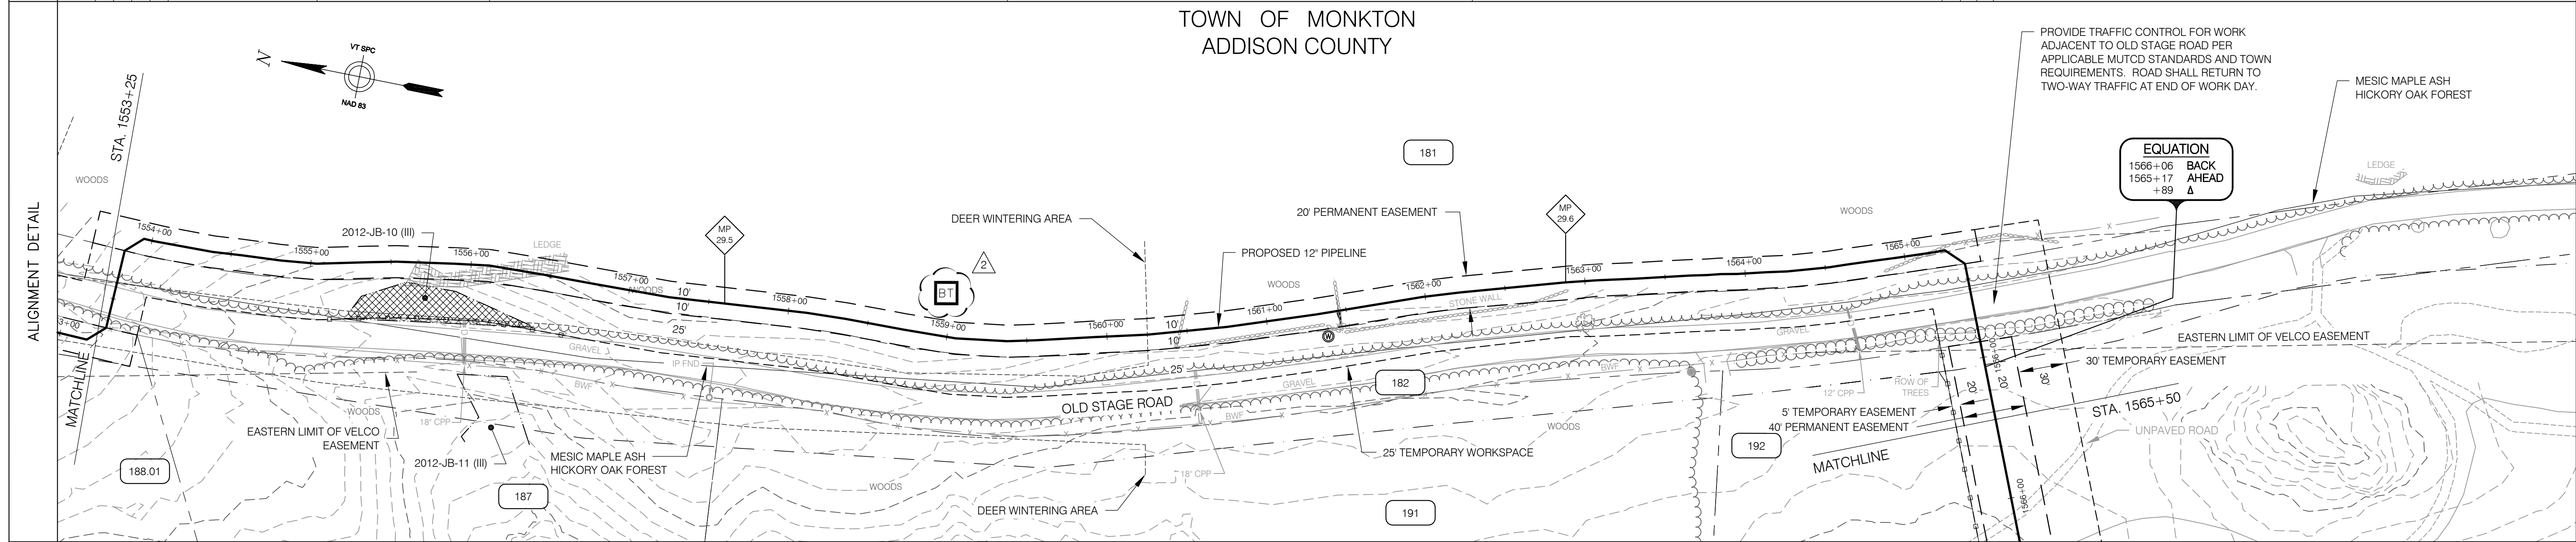 TOWN OF MONKTON
ADDISON COUNTY
ALIGNMENT DETAIL
N
VT SPC
NAD 83
STA. 1553+25
MATCHLINE
WOODS
3+00
1554+00
1555+00
1556+00
1557+00
1558+00
1559+00
1560+00
1561+00
1562+00
1563+00
1564+00
1565+00
2012-JB-10 (III)
LEDGE
WOODS
10'
10'
25'
MP
29.5
BT
2
DEER WINTERING AREA
20' PERMANENT EASEMENT
PROPOSED 12" PIPELINE
WOODS
10'
10'
25'
W
STONE WALL
181
MP
29.6
WOODS
PROVIDE TRAFFIC CONTROL FOR WORK
ADJACENT TO OLD STAGE ROAD PER
APPLICABLE MUTCD STANDARDS AND TOWN
REQUIREMENTS. ROAD SHALL RETURN TO
TWO-WAY TRAFFIC AT END OF WORK DAY.
MESIC MAPLE ASH
HICKORY OAK FOREST
EQUATION
1566+06 BACK
1565+17 AHEAD
+89 Δ
LEDGE
GRAVEL
IP FND
BWF
WOODS
18" CPP
EASTERN LIMIT OF VELCO
EASEMENT
2012-JB-11 (III)
188.01
187
MESIC MAPLE ASH
HICKORY OAK FOREST
OLD STAGE ROAD
WOODS
DEER WINTERING AREA
18" CPP
BWF
GRAVEL
182
25' TEMPORARY WORKSPACE
191
BWF
WOODS
GRAVEL
12" CPP
ROW OF
TREES
192
5' TEMPORARY EASEMENT
40' PERMANENT EASEMENT
MATCHLINE
STA. 1565+50
20'
20'
30'
1566+00
30' TEMPORARY EASEMENT
EASTERN LIMIT OF VELCO EASEMENT
UNPAVED ROAD
1566+00